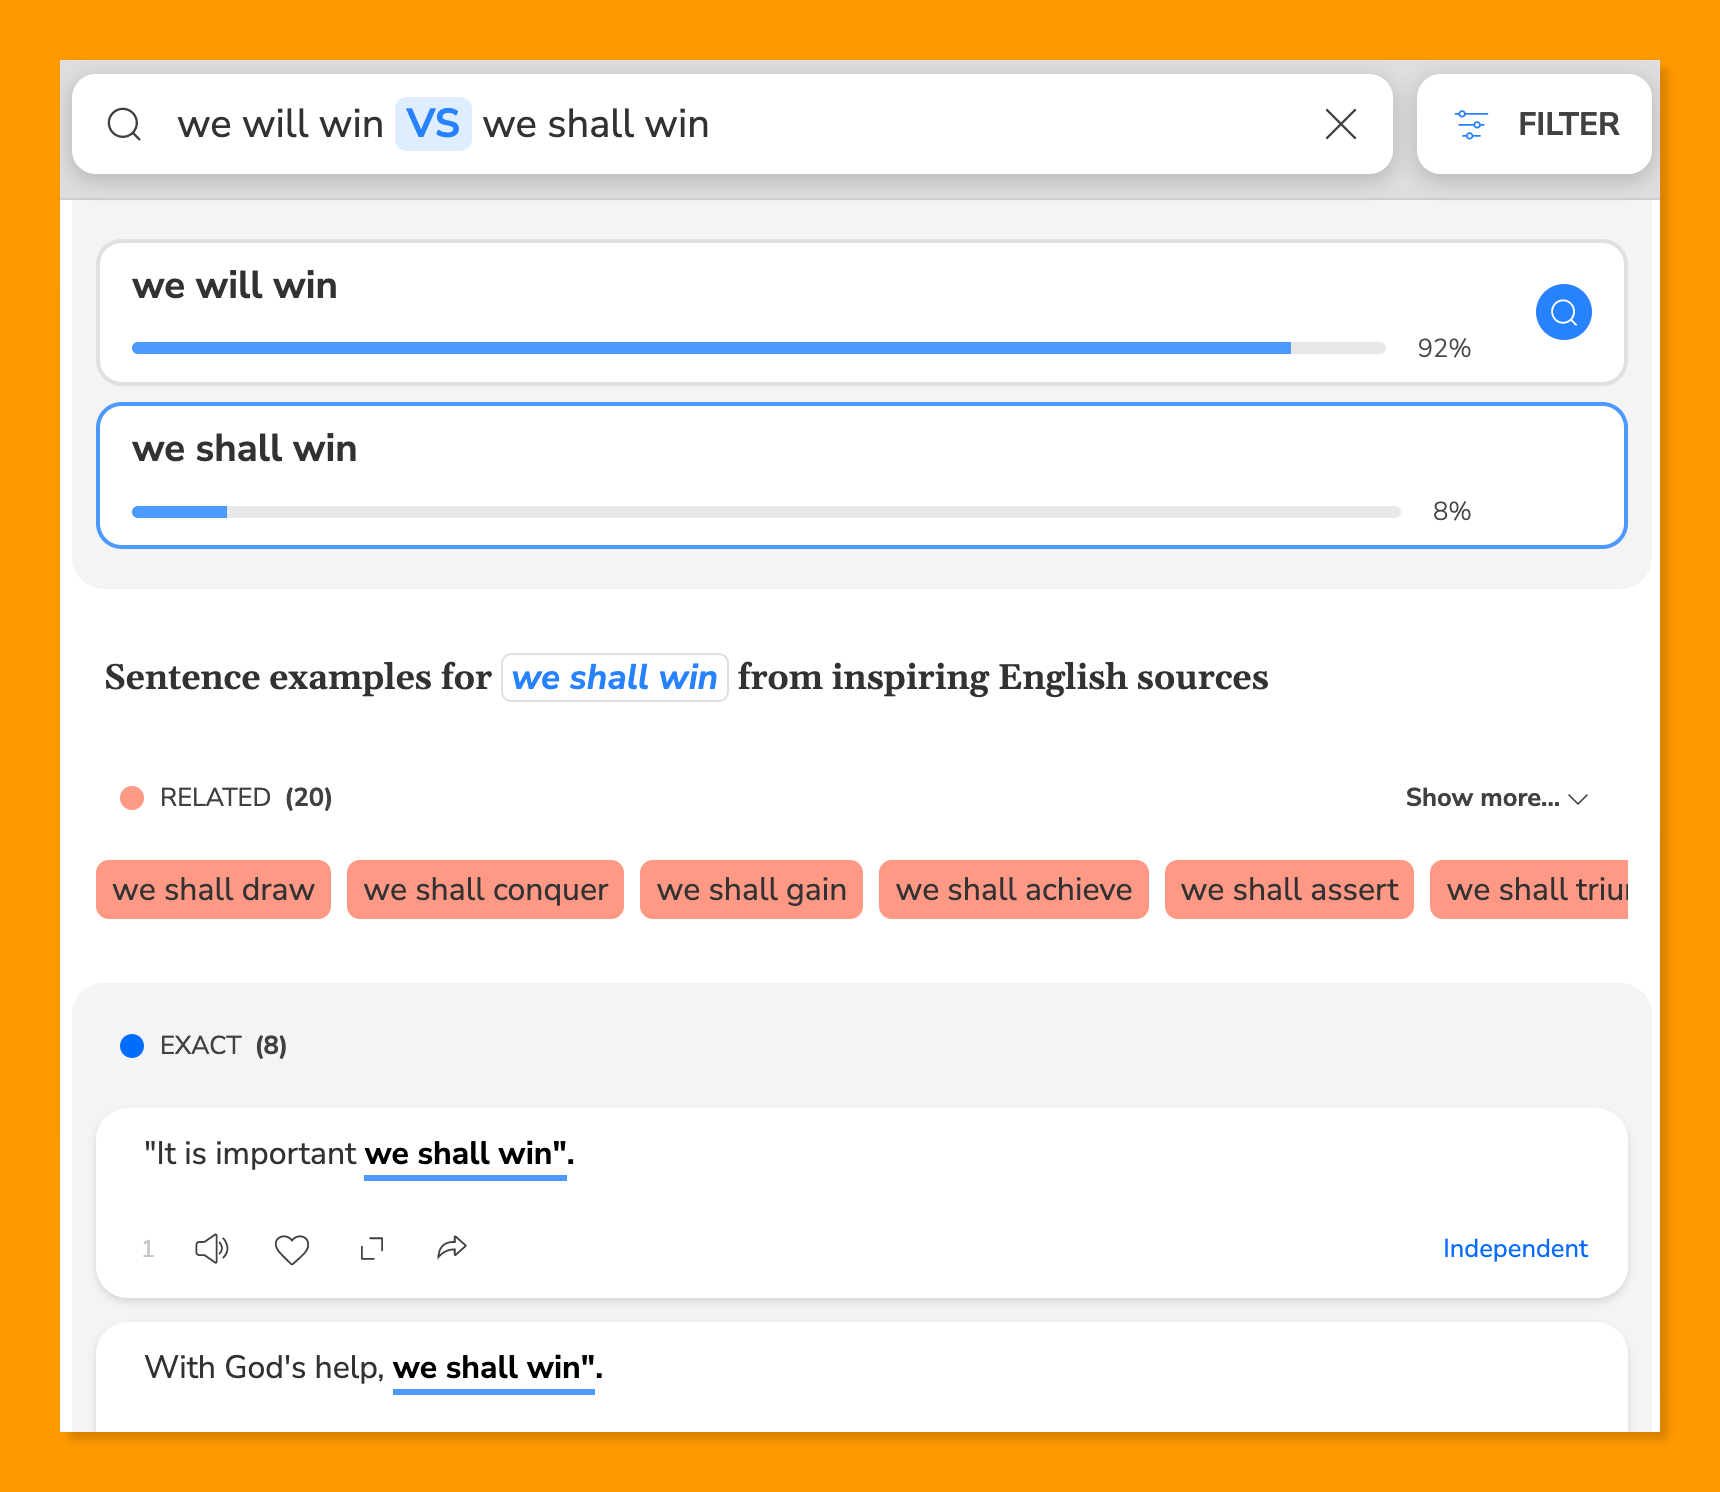 we will win VS we shall win
FILTER
we will win
92%
we shall win
8%
Sentence examples for we shall win from inspiring English sources
RELATED (20)
Show more...
we shall draw we shall conquer we shall gain we shall achieve we shall assert we shall triu
EXACT (8)
"It is important we shall win".
1
Independent
With God's help, we shall win".